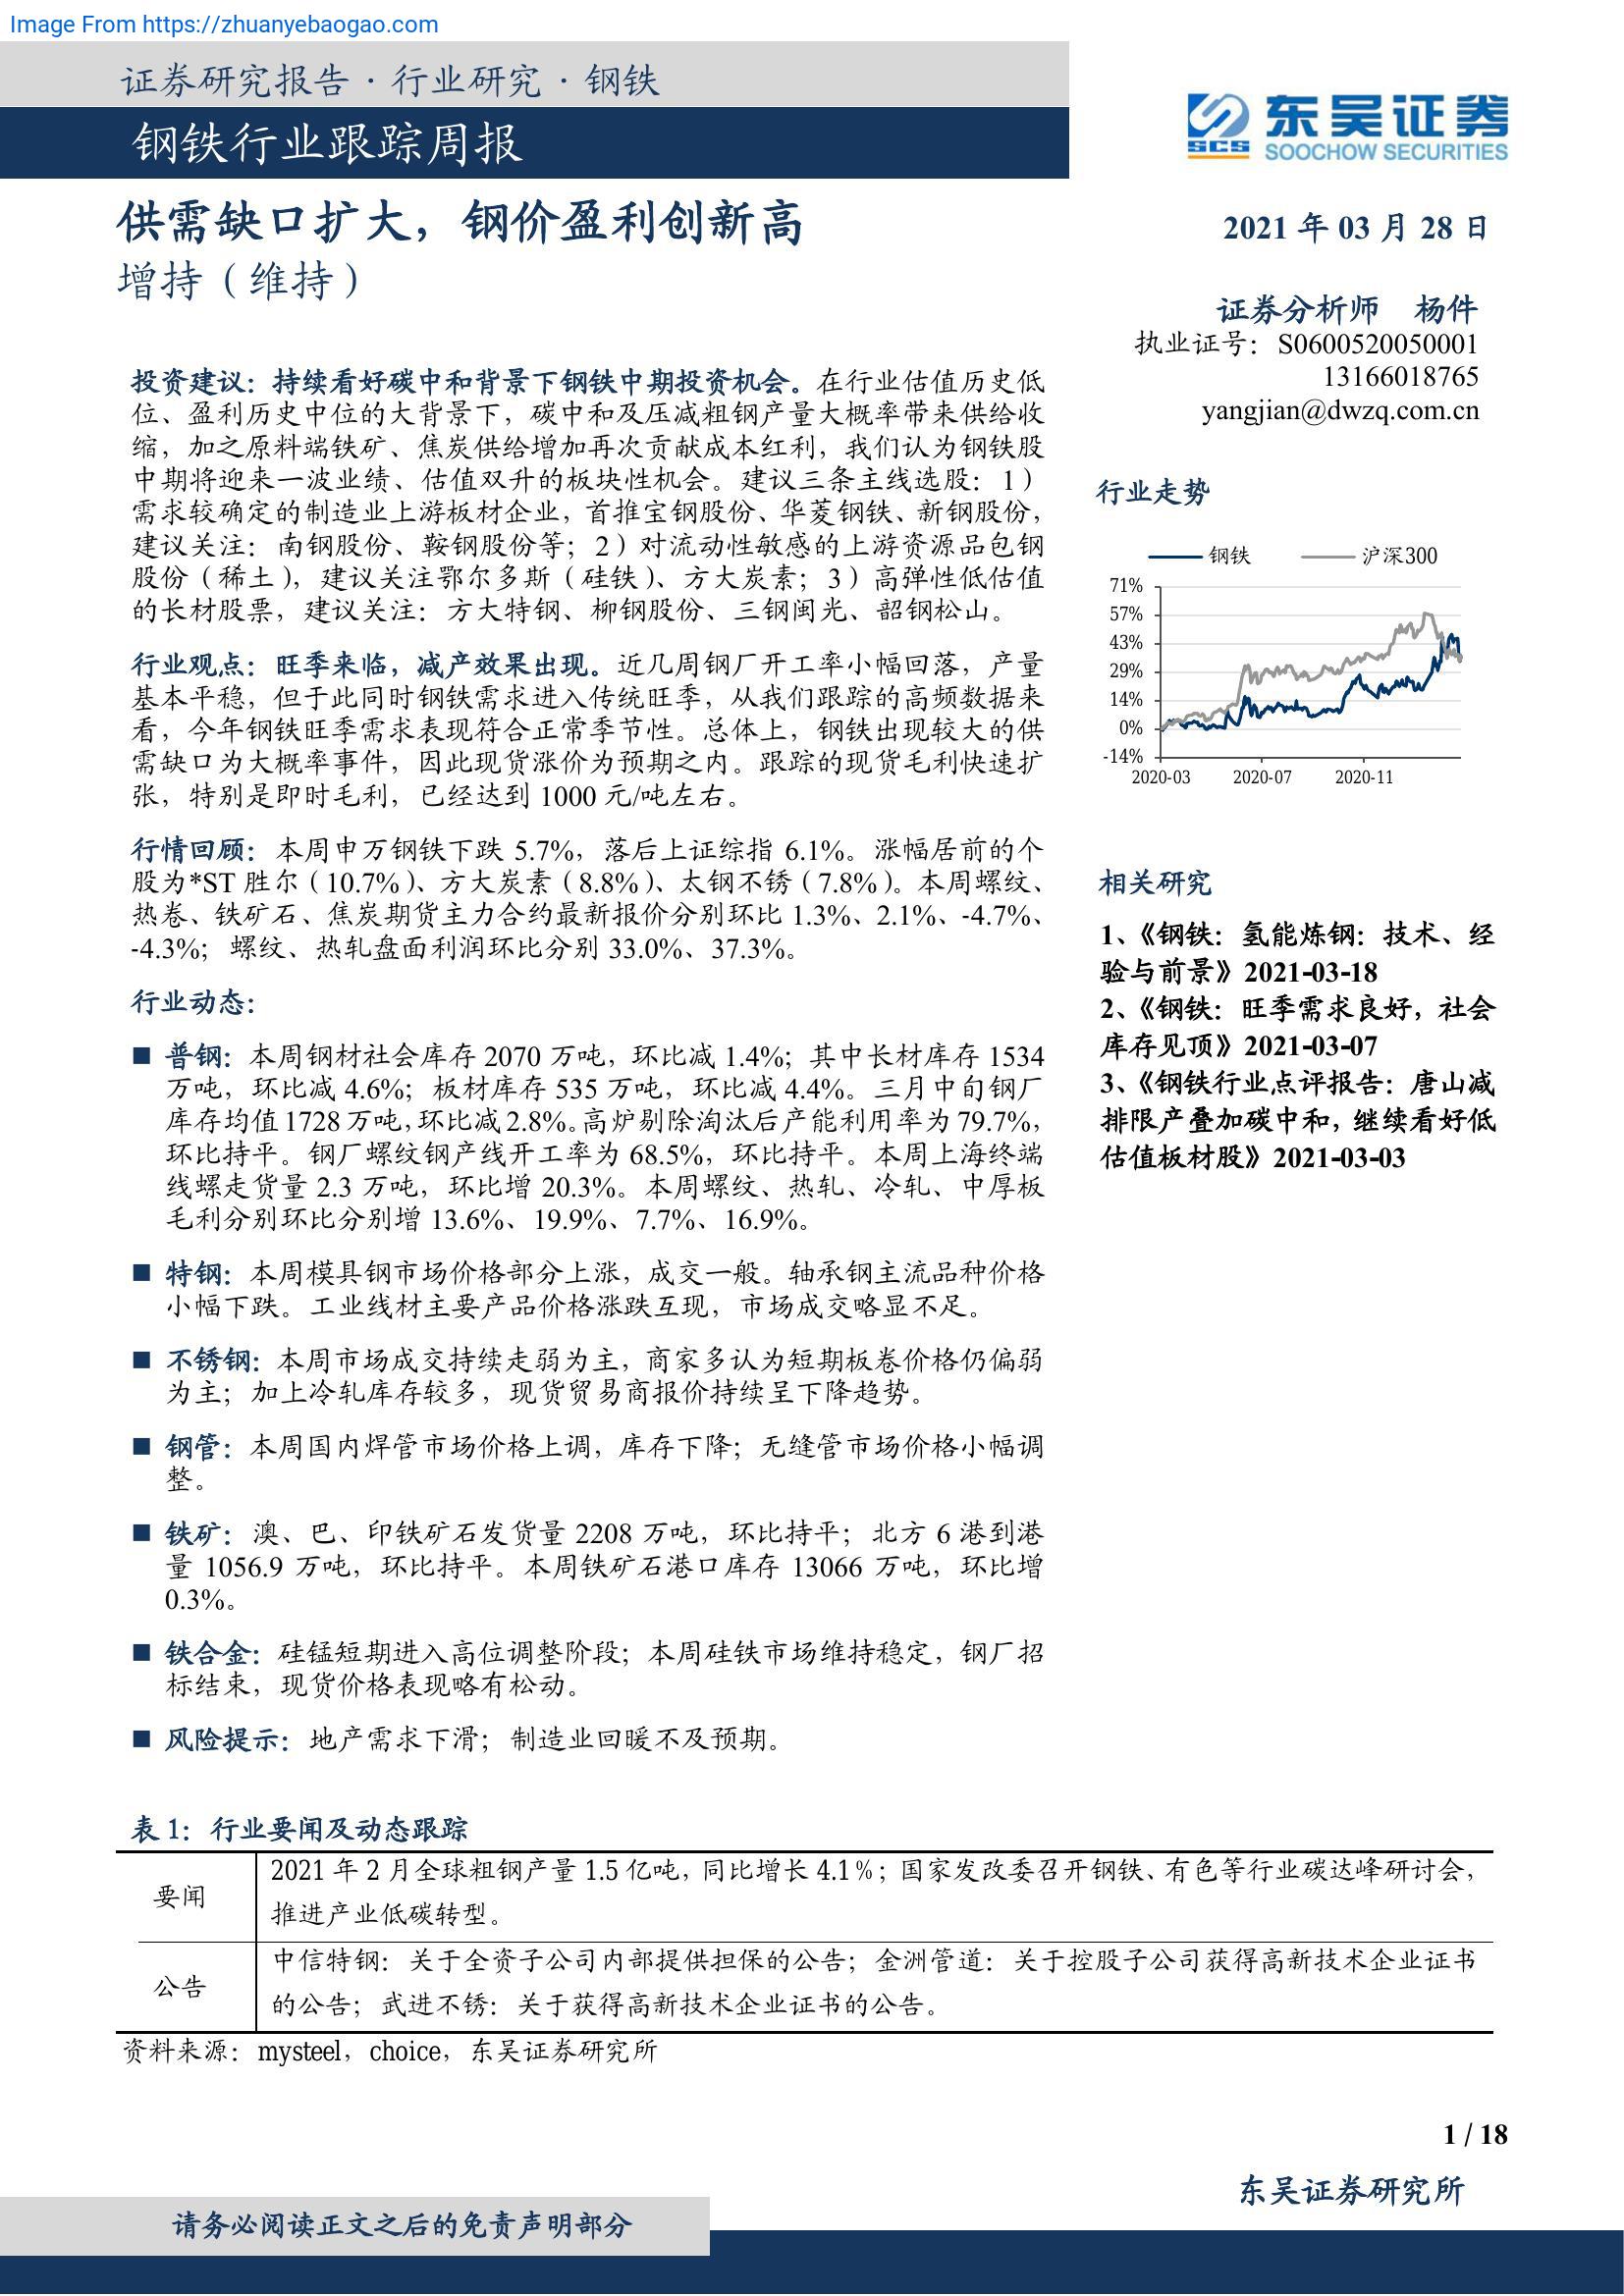 Image From https://zhuanyebaogao.com
证券研究报告 · 行业研究 · 钢铁
钢铁行业跟踪周报
东吴证券
SCS
SOOCHOW SECURITIES
供需缺口扩大，钢价盈利创新高
增持（维持）
2021 年 03 月 28 日
证券分析师 杨件
执业证号：S0600520050001
13166018765
yangjian@dwzq.com.cn
投资建议：持续看好碳中和背景下钢铁中期投资机会。在行业估值历史低
位、盈利历史中位的大背景下，碳中和及压减粗钢产量大概率带来供给收
缩，加之原料端铁矿、焦炭供给增加再次贡献成本红利，我们认为钢铁股
中期将迎来一波业绩、估值双升的板块性机会。建议三条主线选股：1）
需求较确定的制造业上游板材企业，首推宝钢股份、华菱钢铁、新钢股份，
建议关注：南钢股份、鞍钢股份等；2）对流动性敏感的上游资源品包钢
股份（稀土），建议关注鄂尔多斯（硅铁）、方大炭素；3）高弹性低估值
的长材股票，建议关注：方大特钢、柳钢股份、三钢闽光、韶钢松山。
行业观点：旺季来临，减产效果出现。近几周钢厂开工率小幅回落，产量
基本平稳，但于此同时钢铁需求进入传统旺季，从我们跟踪的高频数据来
看，今年钢铁旺季需求表现符合正常季节性。总体上，钢铁出现较大的供
需缺口为大概率事件，因此现货涨价为预期之内。跟踪的现货毛利快速扩
张，特别是即时毛利，已经达到 1000 元/吨左右。
行情回顾：本周申万钢铁下跌 5.7%，落后上证综指 6.1%。涨幅居前的个
股为*ST 胜尔（10.7%）、方大炭素（8.8%）、太钢不锈（7.8%）。本周螺纹、
热卷、铁矿石、焦炭期货主力合约最新报价分别环比 1.3%、2.1%、-4.7%、
-4.3%；螺纹、热轧盘面利润环比分别 33.0%、37.3%。
行业动态：
■ 普钢：本周钢材社会库存 2070 万吨，环比减 1.4%；其中长材库存 1534
万吨，环比减 4.6%；板材库存 535 万吨，环比减 4.4%。三月中旬钢厂
库存均值 1728 万吨，环比减 2.8%。高炉剔除淘汰后产能利用率为 79.7%，
环比持平。钢厂螺纹钢产线开工率为 68.5%，环比持平。本周上海终端
线螺走货量 2.3 万吨，环比增 20.3%。本周螺纹、热轧、冷轧、中厚板
毛利分别环比分别增 13.6%、19.9%、7.7%、16.9%。
■ 特钢：本周模具钢市场价格部分上涨，成交一般。轴承钢主流品种价格
小幅下跌。工业线材主要产品价格涨跌互现，市场成交略显不足。
■ 不锈钢：本周市场成交持续走弱为主，商家多认为短期板卷价格仍偏弱
为主；加上冷轧库存较多，现货贸易商报价持续呈下降趋势。
■ 钢管：本周国内焊管市场价格上调，库存下降；无缝管市场价格小幅调
整。
■ 铁矿：澳、巴、印铁矿石发货量 2208 万吨，环比持平；北方 6 港到港
量 1056.9 万吨，环比持平。本周铁矿石港口库存 13066 万吨，环比增
0.3%。
■ 铁合金：硅锰短期进入高位调整阶段；本周硅铁市场维持稳定，钢厂招
标结束，现货价格表现略有松动。
■ 风险提示：地产需求下滑；制造业回暖不及预期。
行业走势
钢铁 沪深300
71%
57%
43%
29%
14%
0%
-14%
2020-03 2020-07 2020-11
相关研究
1、《钢铁：氢能炼钢：技术、经
验与前景》2021-03-18
2、《钢铁：旺季需求良好，社会
库存见顶》2021-03-07
3、《钢铁行业点评报告：唐山减
排限产叠加碳中和，继续看好低
估值板材股》2021-03-03
表 1：行业要闻及动态跟踪
要闻
2021 年 2 月全球粗钢产量 1.5 亿吨，同比增长 4.1%；国家发改委召开钢铁、有色等行业碳达峰研讨会，
推进产业低碳转型。
公告
中信特钢：关于全资子公司内部提供担保的公告；金洲管道：关于控股子公司获得高新技术企业证书
的公告；武进不锈：关于获得高新技术企业证书的公告。
资料来源：mysteel，choice，东吴证券研究所
1 / 18
东吴证券研究所
请务必阅读正文之后的免责声明部分